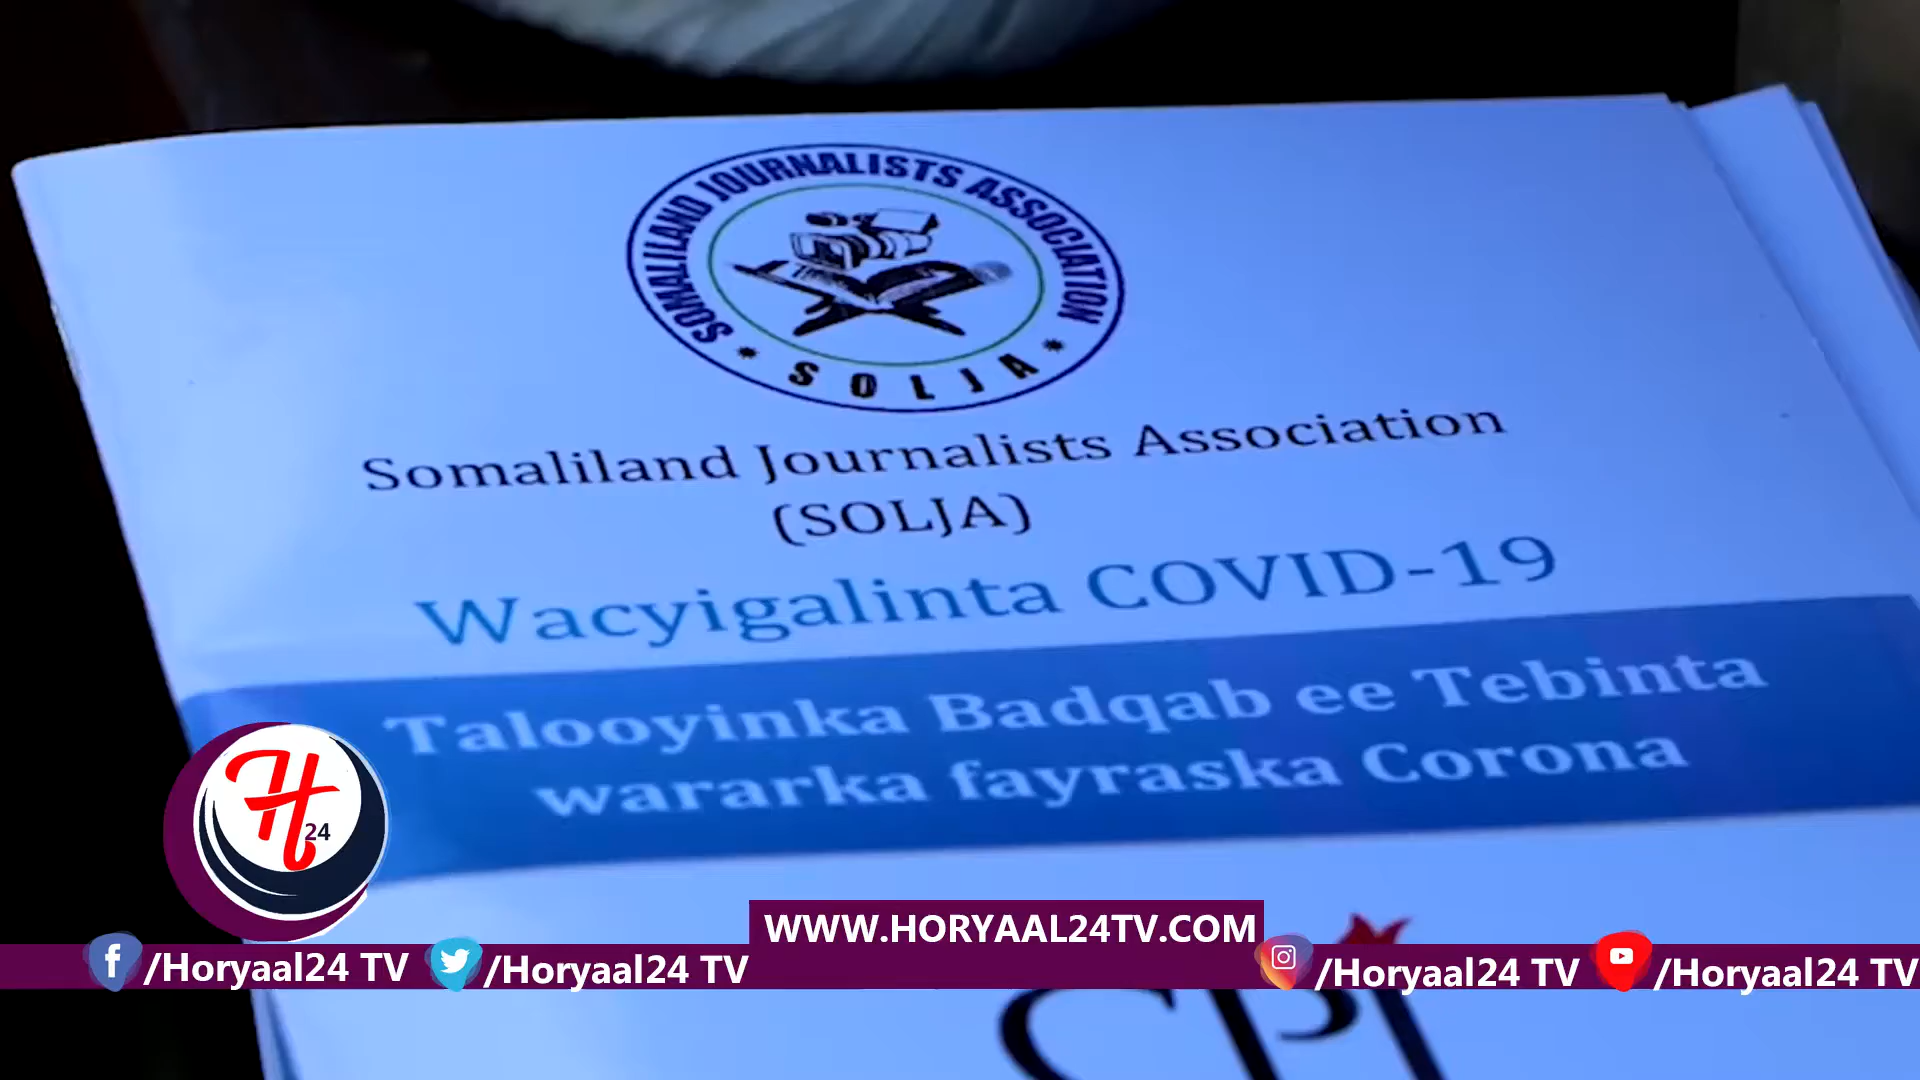 SOMALILAND JOURNALISTS ASSOCIATION
* SOLJA *
Somaliland Journalists Association
(SOLJA)
Wacyigalinta COVID-19
Talooyinka Badqab ee Tebinta
wararka fayraska Corona
H 24
WWW.HORYAAL24TV.COM
/Horyaal24 TV
/Horyaal24 TV
/Horyaal24 TV
/Horyaal24 TV
CPJ